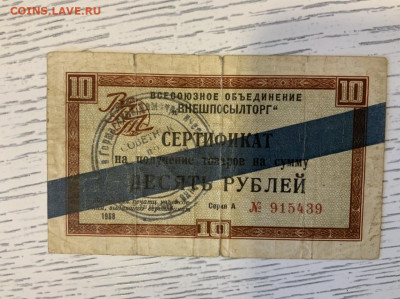 COINS.LAVE.RU
10
10
ВСЕСОЮЗНОЕ ОБЪЕДИНЕНИЕ
"ВНЕШПОСЫЛТОРГ"
СЕРТИФИКАТ
на получение товаров на сумму
ДЕСЯТЬ РУБЛЕЙ
Серия А № 915439
1968
10